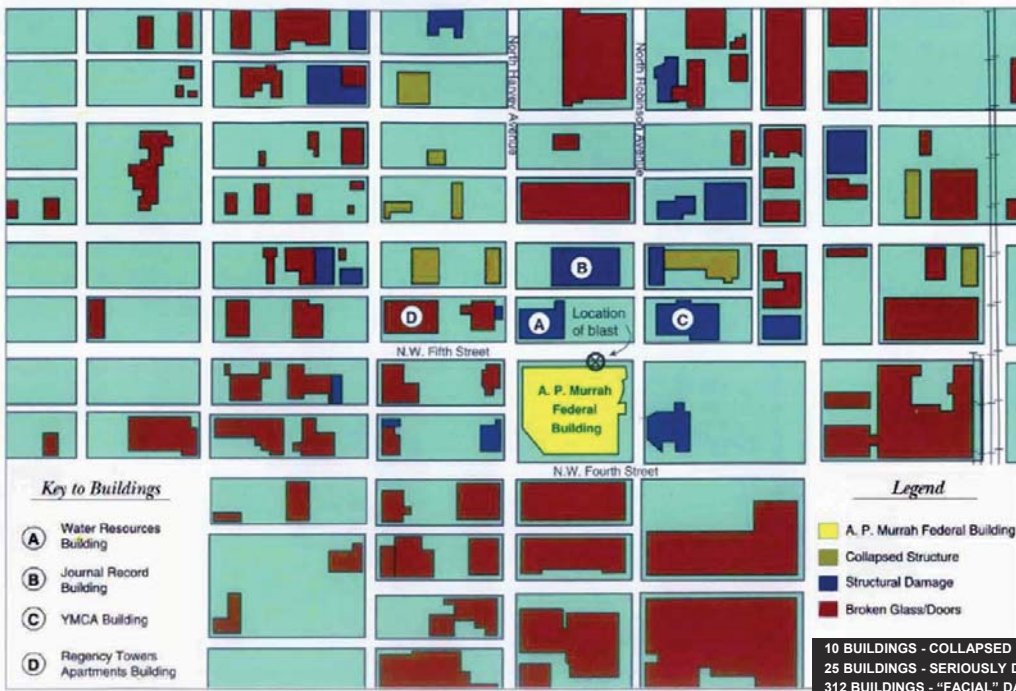 North Harvey Avenue
North Robinson Avenue
B
D
A
Location
of blast
C
N.W. Fifth Street
A. P. Murrah
Federal
Building
N.W. Fourth Street
Key to Buildings
A
Water Resources
Building
B
Journal Record
Building
C
YMCA Building
D
Regency Towers
Apartments Building
Legend
A. P. Murrah Federal Building
Collapsed Structure
Structural Damage
Broken Glass/Doors
10 BUILDINGS - COLLAPSED
25 BUILDINGS - SERIOUSLY
312 BUILDINGS - "FACIAL"